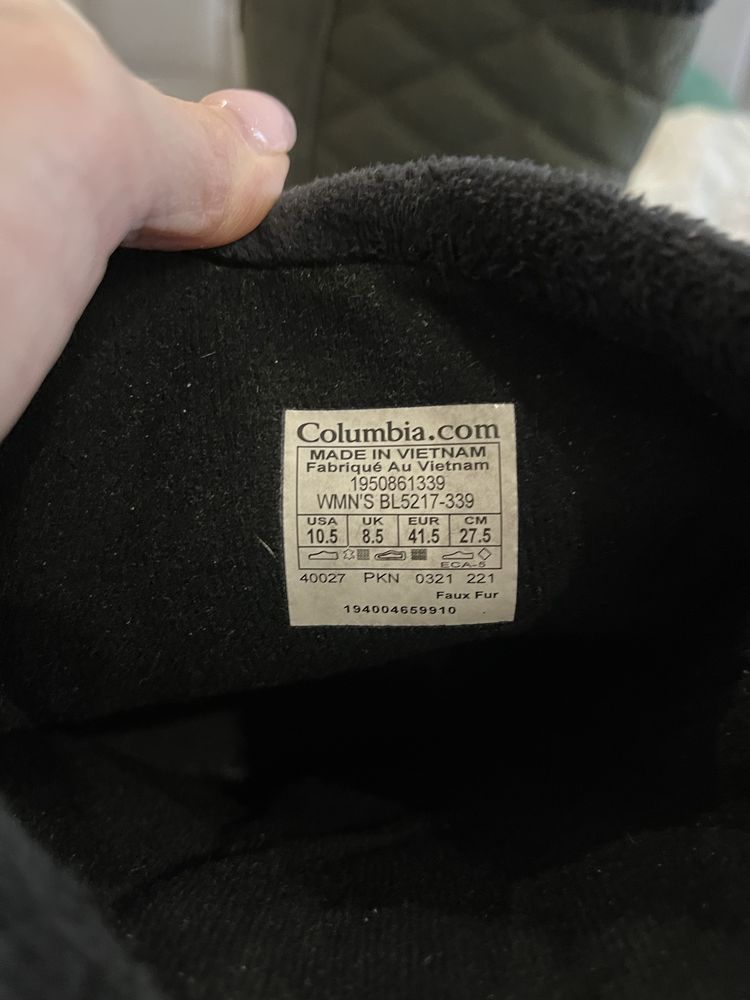 Columbia.com
MADE IN VIETNAM
Fabriqué Au Vietnam
1950861339
WMN'S BL5217-339
USA UK EUR CM
10.5 8.5 41.5 27.5
ECA-5
40027 PKN 0321 221
Faux Fur
194004659910